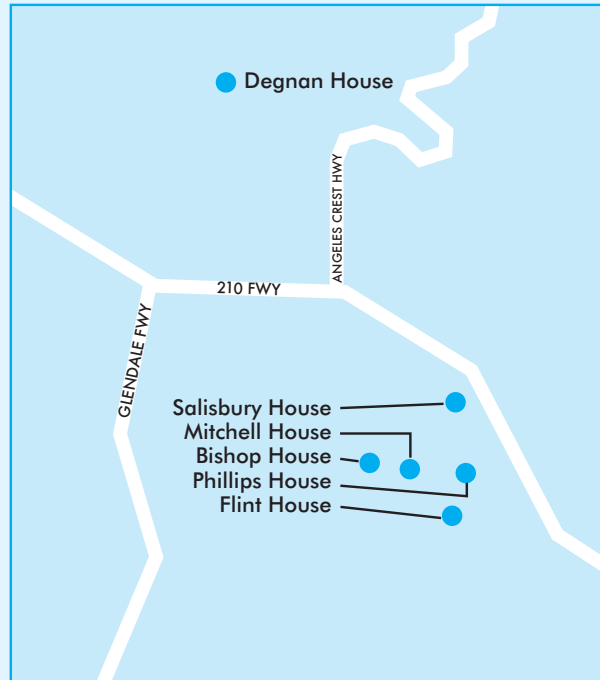 Degnan House
ANGELES CREST HWY
210 FWY
GLENDALE FWY
Salisbury House
Mitchell House
Bishop House
Phillips House
Flint House